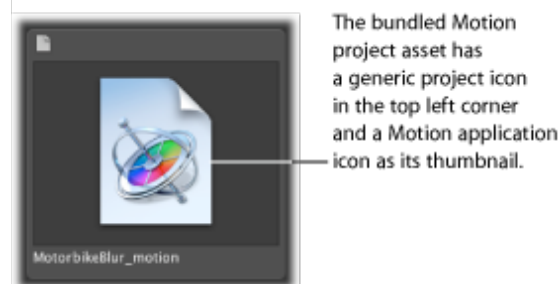 The bundled Motion
project asset has
a generic project icon
in the top left corner
and a Motion application
icon as its thumbnail.
MotorbikeBlur_motion